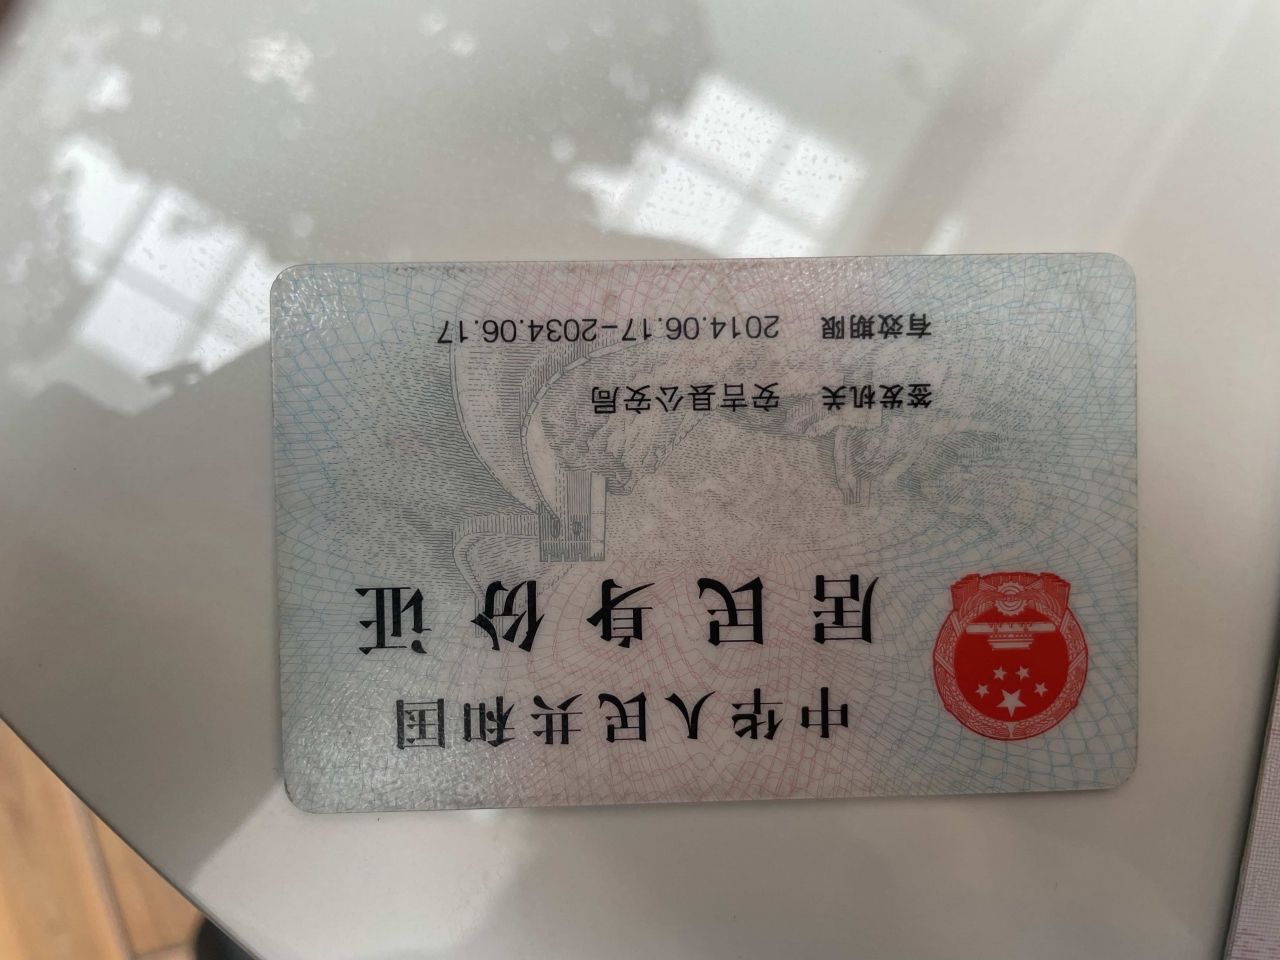 中华人民共和国
居民身份证
签发机关 安吉县公安局
有效期限 2014.06.17-2034.06.17